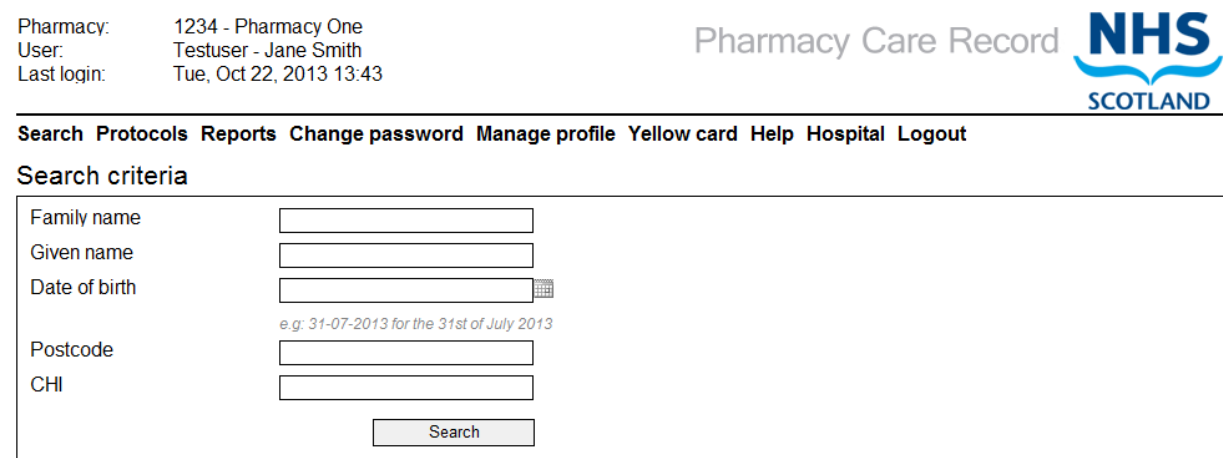 Pharmacy: 1234 - Pharmacy One
User: Testuser - Jane Smith
Last login: Tue, Oct 22, 2013 13:43
Pharmacy Care Record
NHS
SCOTLAND
Search Protocols Reports Change password Manage profile Yellow card Help Hospital Logout
Search criteria
Family name
Given name
Date of birth
e.g: 31-07-2013 for the 31st of July 2013
Postcode
CHI
Search